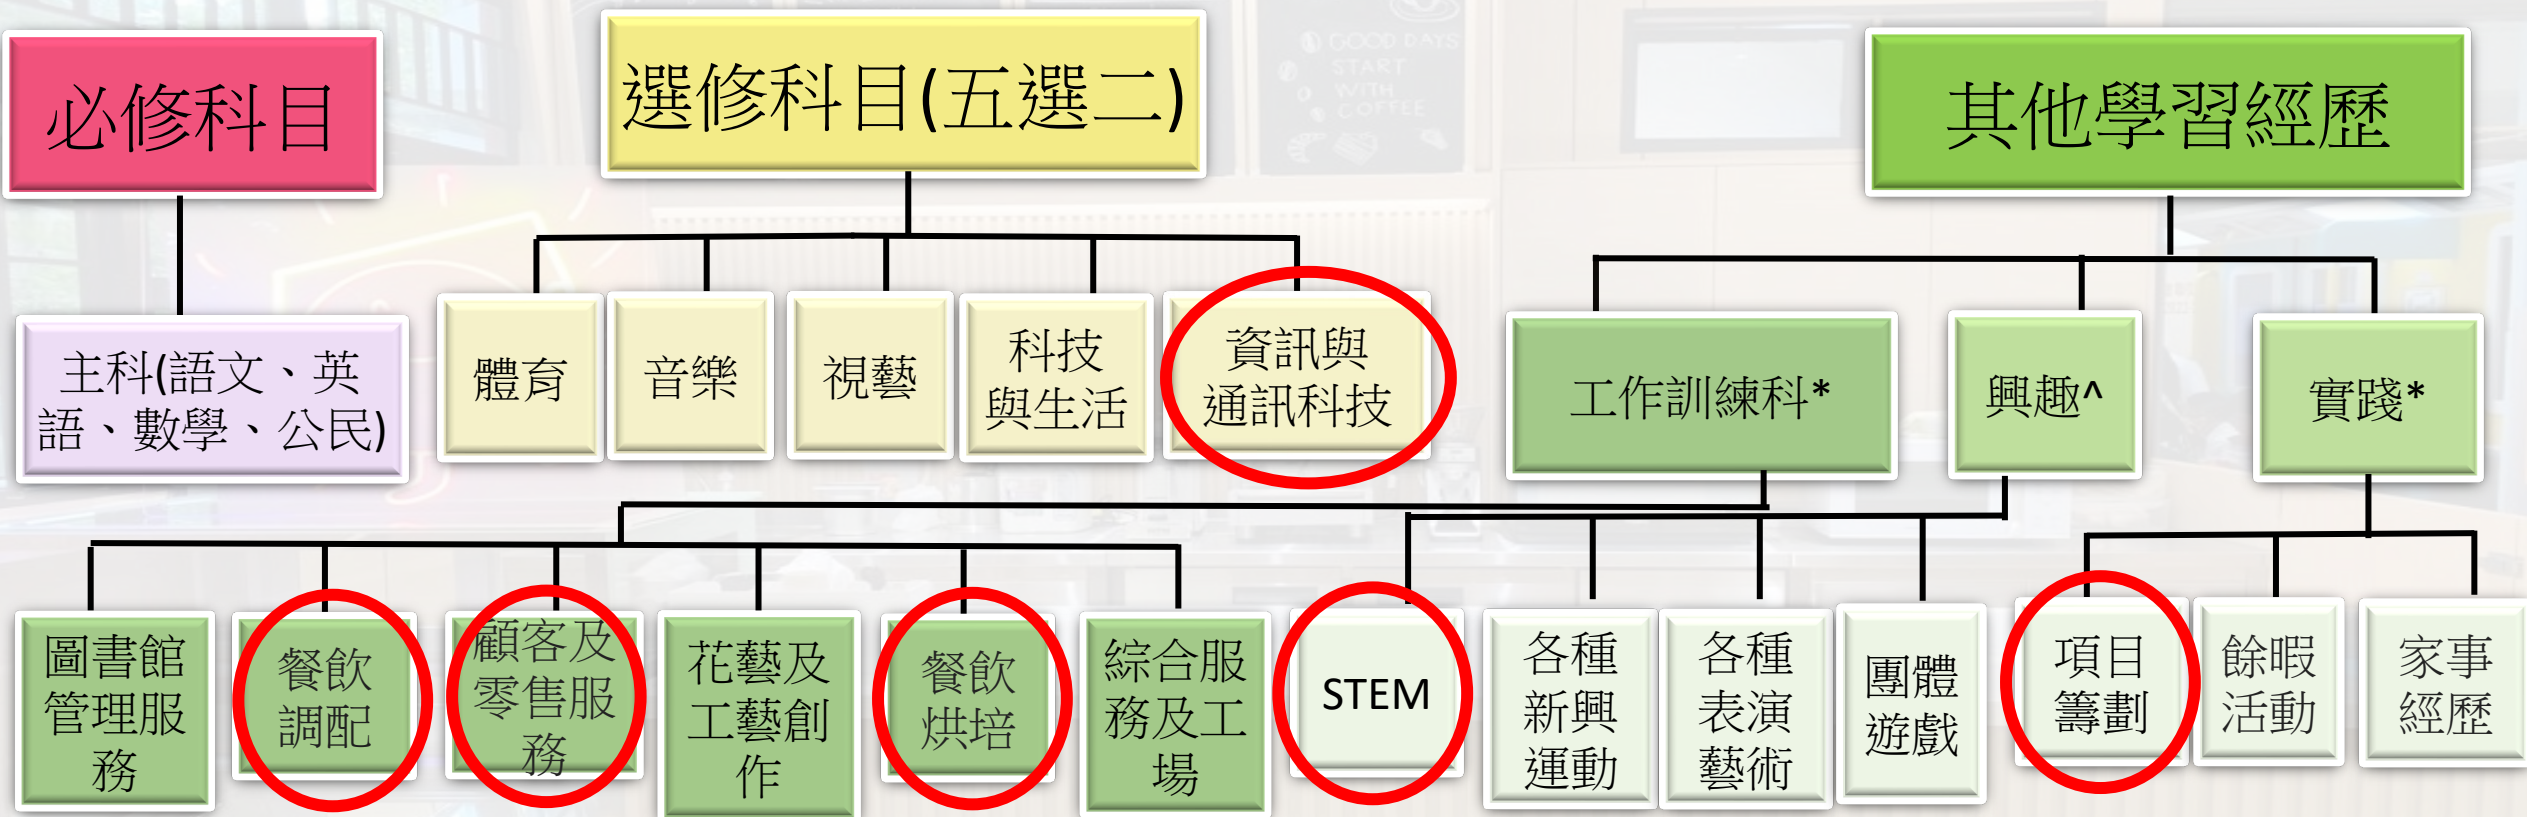 必修科目
選修科目(五選二)
其他學習經歷
GOOD DAYS
START
WITH
COFFEE
主科(語文、英
語、數學、公民)
體育
音樂
視藝
科技
與生活
資訊與
通訊科技
工作訓練科*
興趣^
實踐*
圖書館
管理服
務
餐飲
調配
顧客及
零售服
務
花藝及
工藝創
作
餐飲
烘培
綜合服
務及工
場
STEM
各種
新興
運動
各種
表演
藝術
團體
遊戲
項目
籌劃
餘暇
活動
家事
經歷